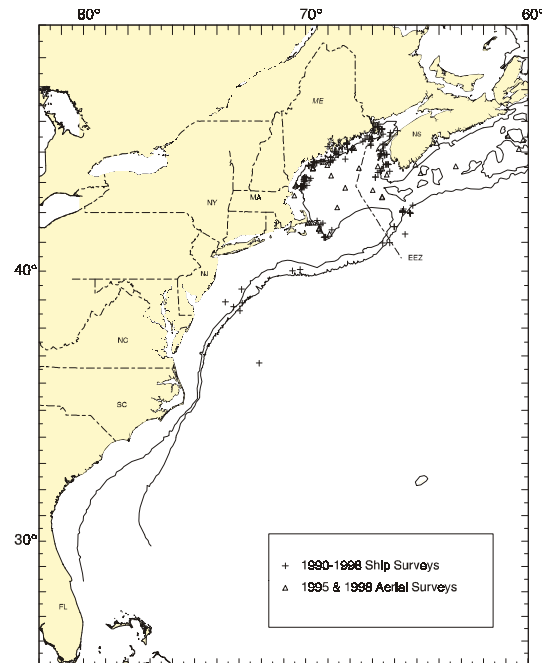 80° 70° 60°
ME
NS
NY MA
EEZ
40° NJ
NC
SC
30°
+ 1990-1998 Ship Surveys
△ 1995 & 1998 Aerial Surveys
FL